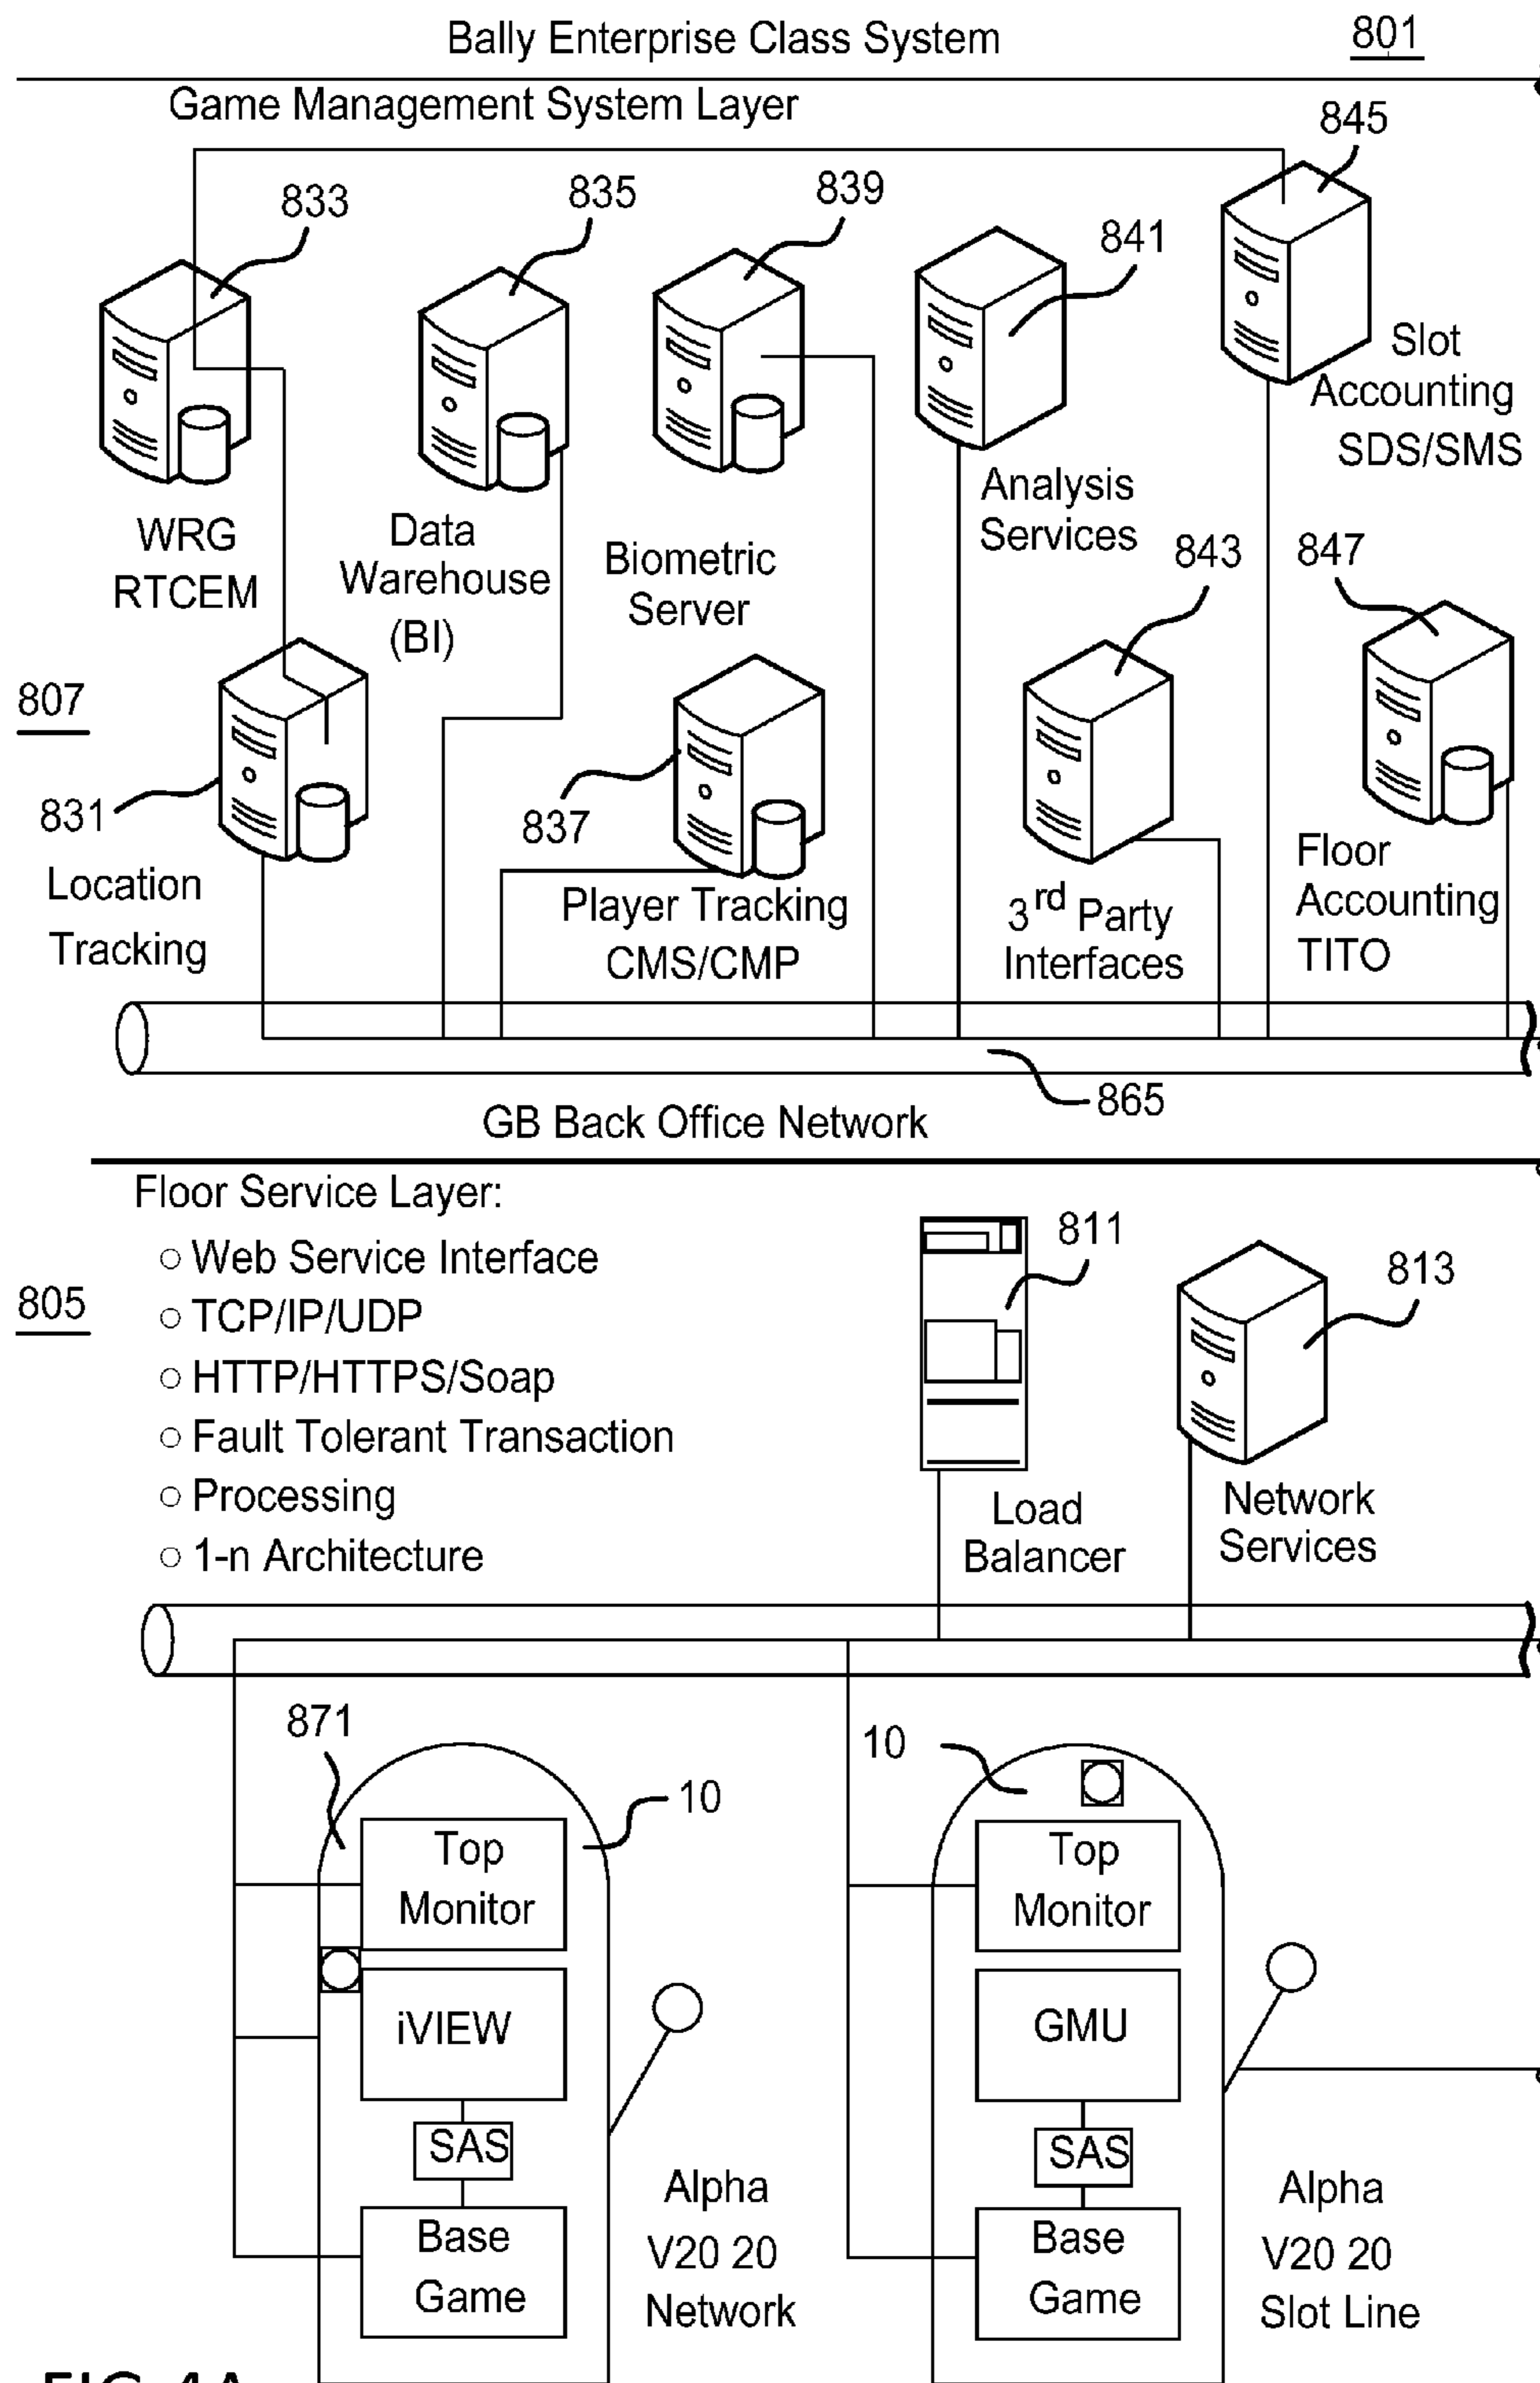 Bally Enterprise Class System
801
Game Management System Layer
845
833
835
839
841
Slot
Accounting
SDS/SMS
WRG
RTCEM
Data
Warehouse
(BI)
Biometric
Server
Analysis
Services
843
847
807
831
Location
Tracking
837
Player Tracking
CMS/CMP
3rd Party
Interfaces
Floor
Accounting
TITO
865
GB Back Office Network
Floor Service Layer:
○ Web Service Interface
○ TCP/IP/UDP
○ HTTP/HTTPS/Soap
○ Fault Tolerant Transaction
○ Processing
○ 1-n Architecture
805
811
813
Load
Balancer
Network
Services
871
10
Top
Monitor
iVIEW
SAS
Base
Game
Alpha
V20 20
Network
10
Top
Monitor
GMU
SAS
Base
Game
Alpha
V20 20
Slot Line
FIG 4A